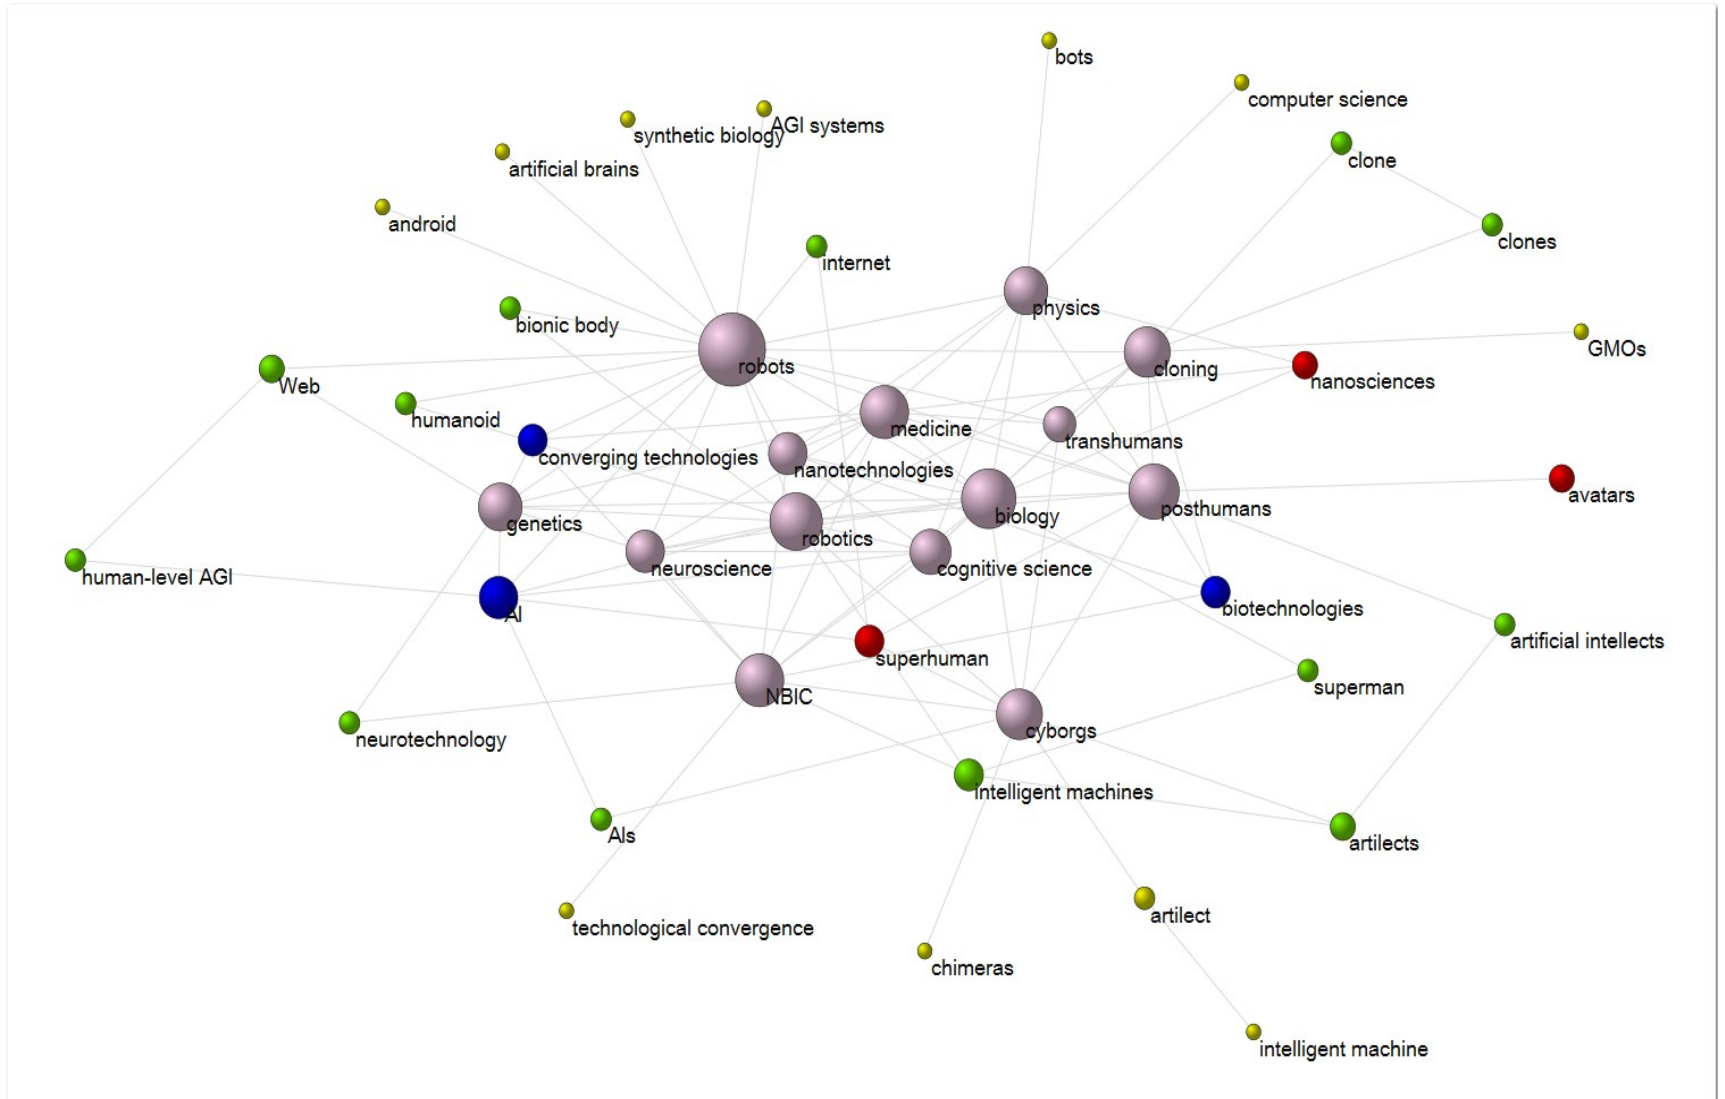 bots
computer science
AGI systems
synthetic biology
clone
artificial brains
android
clones
internet
physics
bionic body
GMOs
robots
cloning
nanosciences
Web
humanoid
medicine
transhumans
converging technologies
nanotechnologies
avatars
posthumans
biology
genetics
robotics
neuroscience
cognitive science
human-level AGI
biotechnologies
AI
artificial intellects
superhuman
superman
NBIC
cyborgs
neurotechnology
intelligent machines
AIs
artilects
artilect
technological convergence
chimeras
intelligent machine